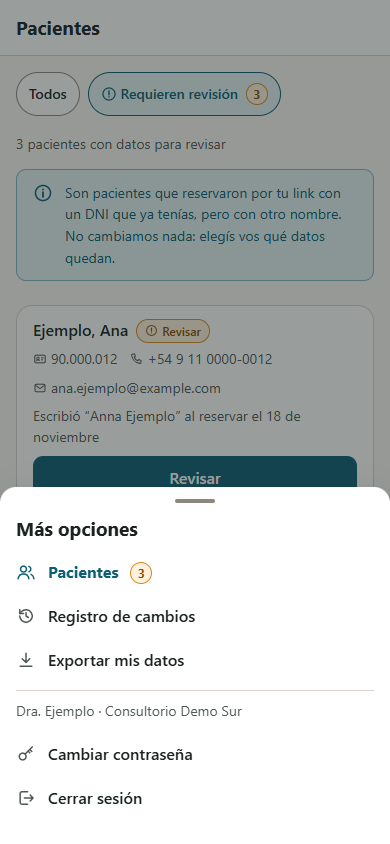 Pacientes
Todos
Requieren revisión 3
3 pacientes con datos para revisar
Son pacientes que reservaron por tu link con
un DNI que ya tenías, pero con otro nombre.
No cambiamos nada: elegís vos qué datos
quedan.
Ejemplo, Ana
Revisar
90.000.012
+54 9 11 0000-0012
ana.ejemplo@example.com
Escribió “Anna Ejemplo” al reservar el 18 de
noviembre
Revisar
Más opciones
Pacientes 3
Registro de cambios
Exportar mis datos
Dra. Ejemplo · Consultorio Demo Sur
Cambiar contraseña
Cerrar sesión